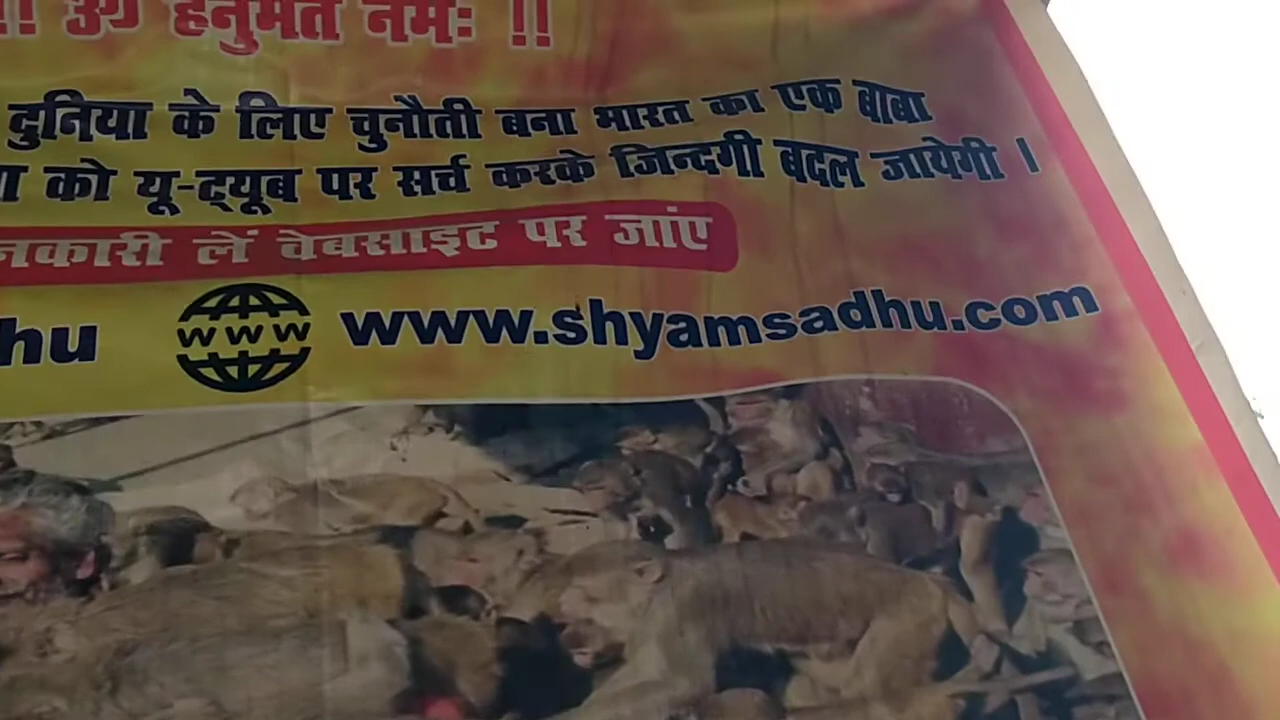 !! ॐ हनुमते नमः !!
दुनिया के लिए चुनौती बना भारत का एक बाबा
को यू-ट्यूब पर सर्च करके जिन्दगी बदल जायेगी ।
नकारी लें वेबसाइट पर जांए
hu www www.shyamsadhu.com